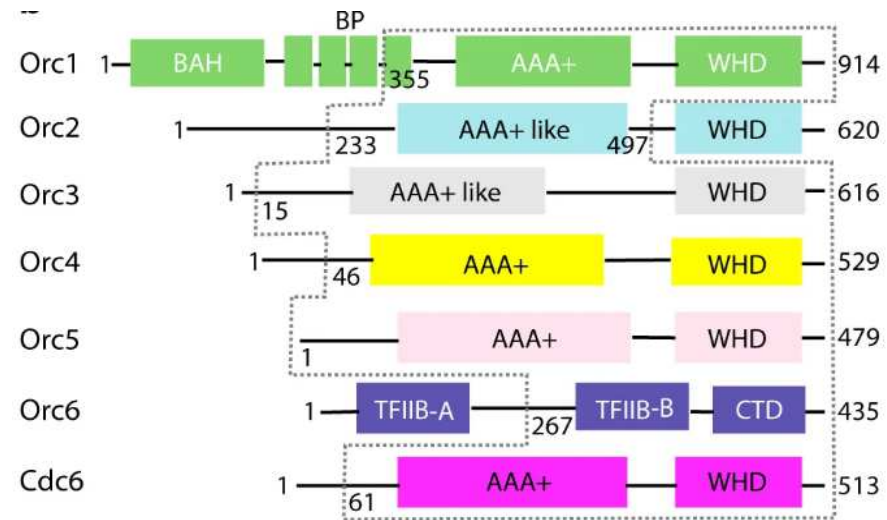 BP
Orc1 1 BAH 355 AAA+ WHD 914
Orc2 1 233 AAA+ like 497 WHD 620
Orc3 1 15 AAA+ like WHD 616
Orc4 1 46 AAA+ WHD 529
Orc5 1 AAA+ WHD 479
Orc6 1 TFIIB-A 267 TFIIB-B CTD 435
Cdc6 1 61 AAA+ WHD 513